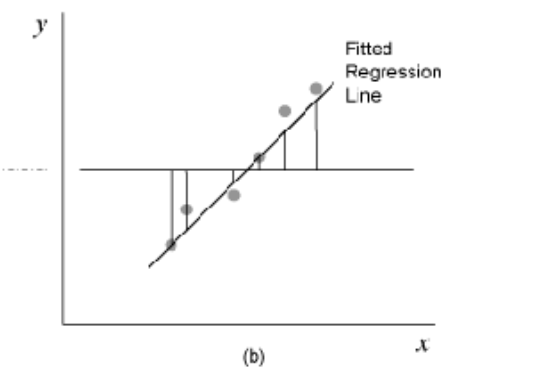 y
Fitted
Regression
Line
x
(b)